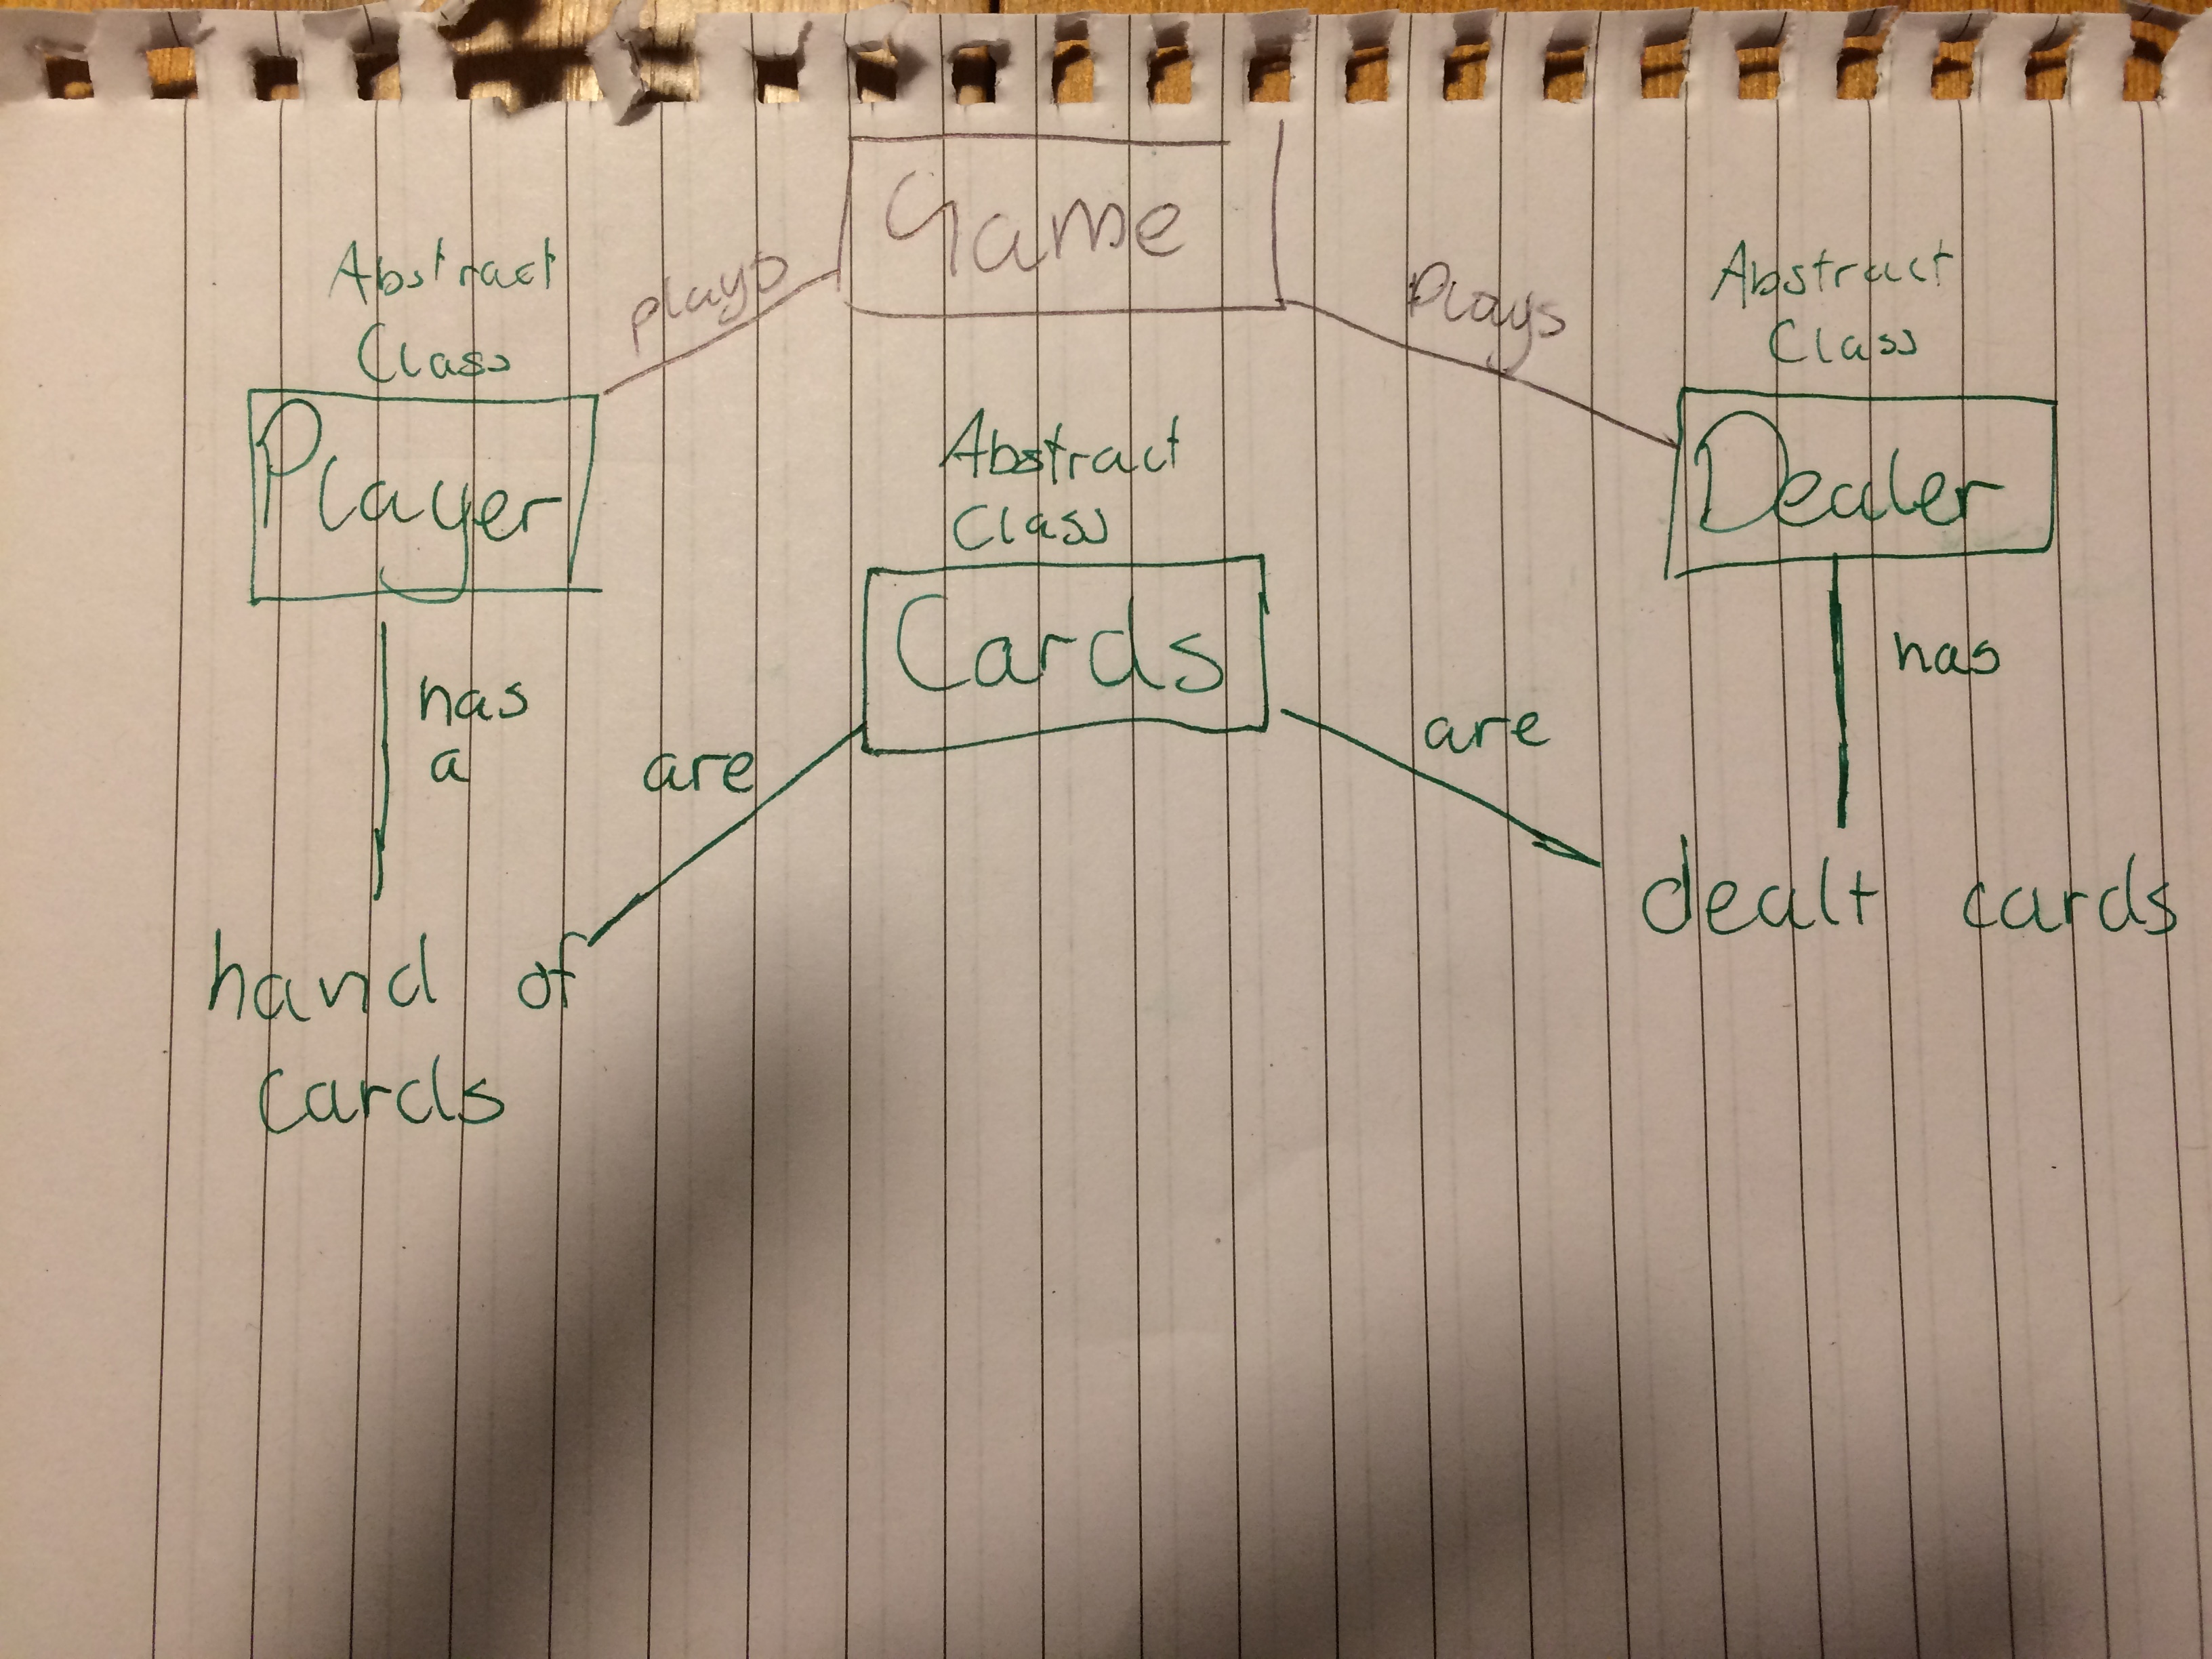 Game
plays
Plays
Abstract
Class
Player
Abstract
Class
Dealer
Abstract
Class
Cards
has
a
has
are
are
hand of
Cards
dealt cards